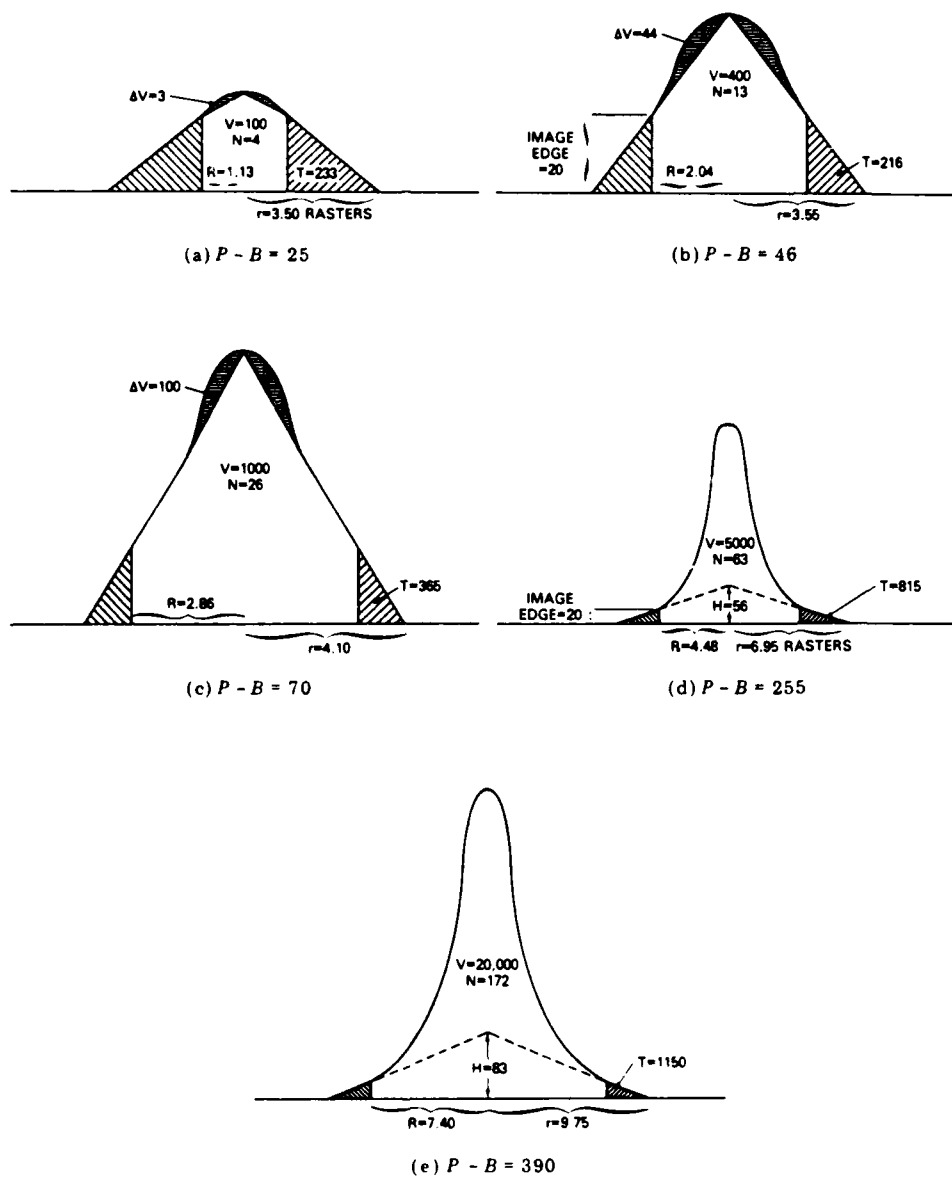 ΔV=3
V=100
N=4
R=1.13
T=233
r=3.50 RASTERS
(a) P - B = 25
ΔV=44
V=400
N=13
IMAGE
EDGE
=20
R=2.04
T=216
r=3.55
(b) P - B = 46
ΔV=100
V=1000
N=26
T=365
R=2.86
r=4.10
(c) P - B = 70
V=5000
N=63
T=815
IMAGE
EDGE=20
H=56
R=4.48
r=6.95 RASTERS
(d) P - B = 255
V=20,000
N=172
H=83
T=1150
R=7.40
r=9.75
(e) P - B = 390